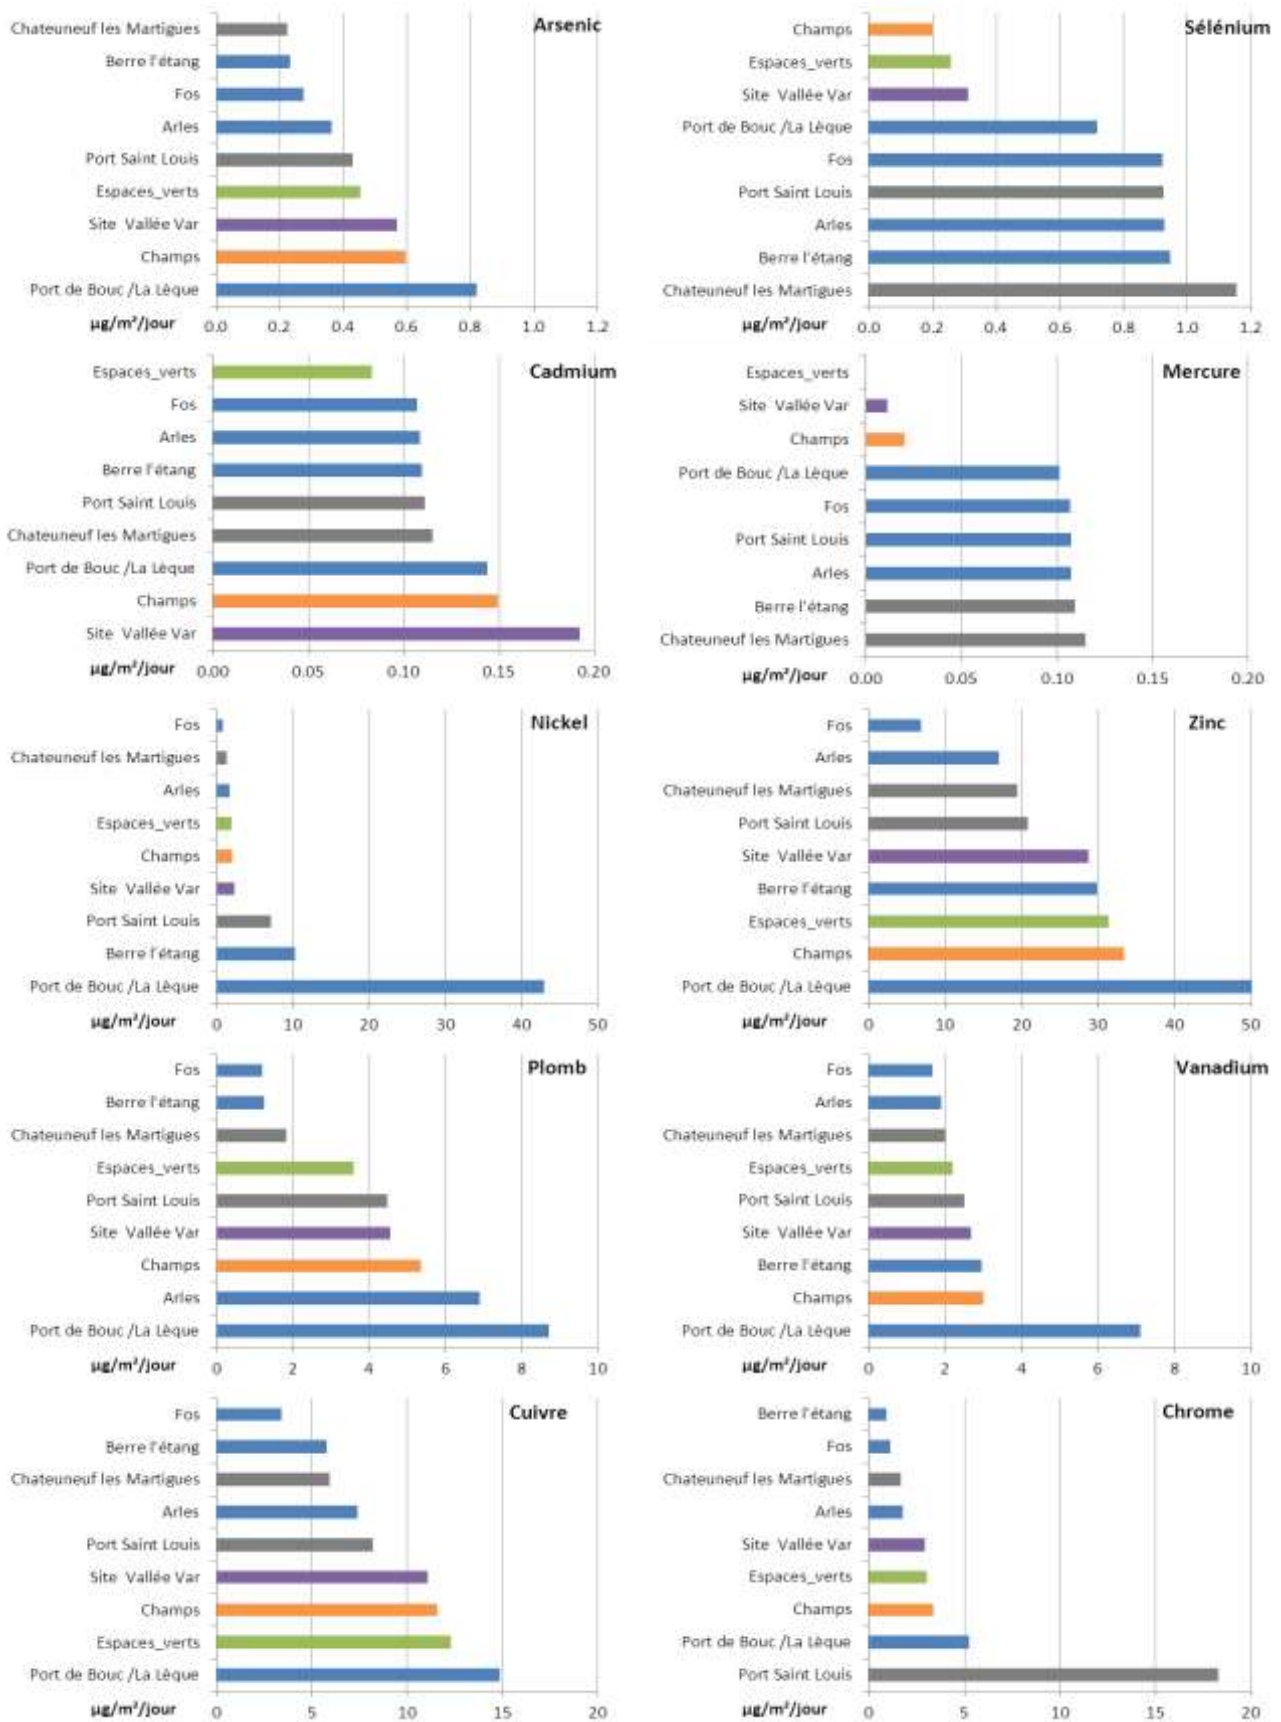 Arsenic
Chateuneuf les Martigues
Berre l'étang
Fos
Arles
Port Saint Louis
Espaces_verts
Site Vallée Var
Champs
Port de Bouc /La Lèque
µg/m²/jour 0.0 0.2 0.4 0.6 0.8 1.0 1.2
Sélénium
Champs
Espaces_verts
Site Vallée Var
Port de Bouc /La Lèque
Fos
Port Saint Louis
Arles
Berre l'étang
Chateuneuf les Martigues
µg/m²/jour 0.0 0.2 0.4 0.6 0.8 1.0 1.2
Cadmium
Espaces_verts
Fos
Arles
Berre l'étang
Port Saint Louis
Chateuneuf les Martigues
Port de Bouc /La Lèque
Champs
Site Vallée Var
µg/m²/jour 0.00 0.05 0.10 0.15 0.20
Mercure
Espaces_verts
Site Vallée Var
Champs
Port de Bouc /La Lèque
Fos
Port Saint Louis
Arles
Berre l'étang
Chateuneuf les Martigues
µg/m²/jour 0.00 0.05 0.10 0.15 0.20
Nickel
Fos
Chateuneuf les Martigues
Arles
Espaces_verts
Champs
Site Vallée Var
Port Saint Louis
Berre l'étang
Port de Bouc /La Lèque
µg/m²/jour 0 10 20 30 40 50
Zinc
Fos
Arles
Chateuneuf les Martigues
Port Saint Louis
Site Vallée Var
Berre l'étang
Espaces_verts
Champs
Port de Bouc /La Lèque
µg/m²/jour 0 10 20 30 40 50
Plomb
Fos
Berre l'étang
Chateuneuf les Martigues
Espaces_verts
Port Saint Louis
Site Vallée Var
Champs
Arles
Port de Bouc /La Lèque
µg/m²/jour 0 2 4 6 8 10
Vanadium
Fos
Arles
Chateuneuf les Martigues
Espaces_verts
Port Saint Louis
Site Vallée Var
Berre l'étang
Champs
Port de Bouc /La Lèque
µg/m²/jour 0 2 4 6 8 10
Cuivre
Fos
Berre l'étang
Chateuneuf les Martigues
Arles
Port Saint Louis
Site Vallée Var
Champs
Espaces_verts
Port de Bouc /La Lèque
µg/m²/jour 0 5 10 15 20
Chrome
Berre l'étang
Fos
Chateuneuf les Martigues
Arles
Site Vallée Var
Espaces_verts
Champs
Port de Bouc /La Lèque
Port Saint Louis
µg/m²/jour 0 5 10 15 20